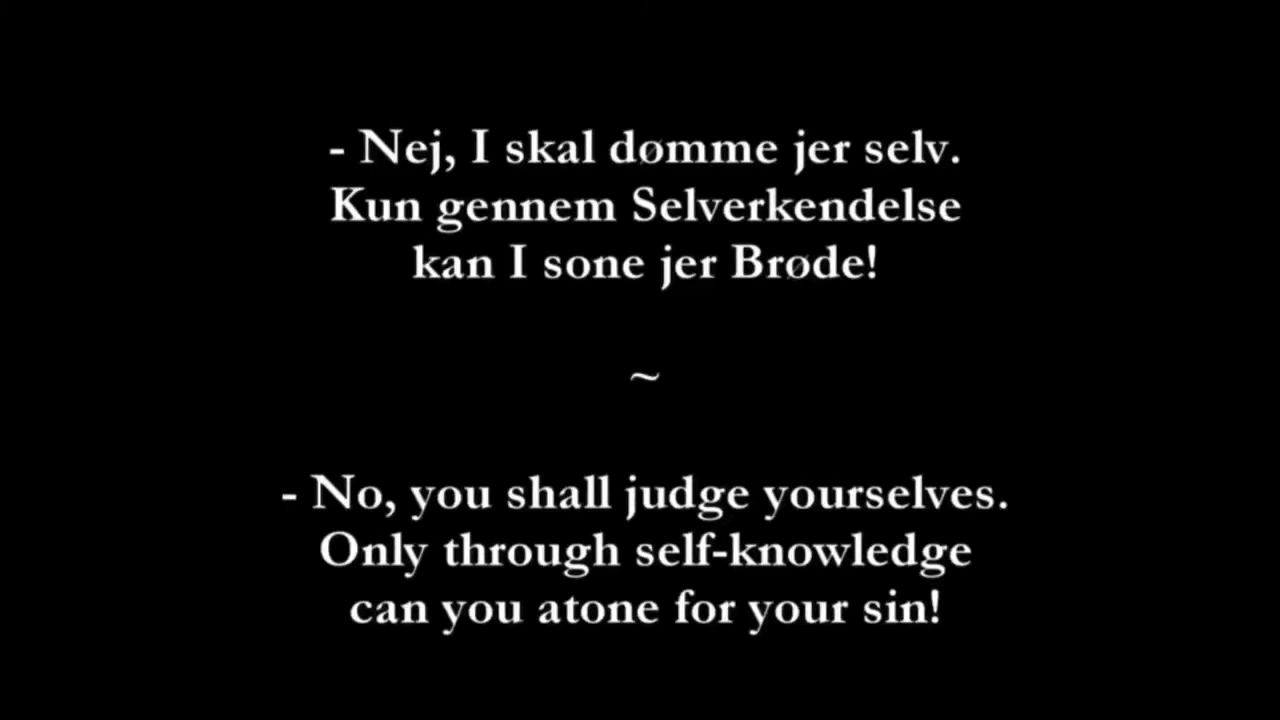 - Nej, I skal dømme jer selv.
Kun gennem Selverkendelse
kan I sone jer Brøde!
~
- No, you shall judge yourselves.
Only through self-knowledge
can you atone for your sin!